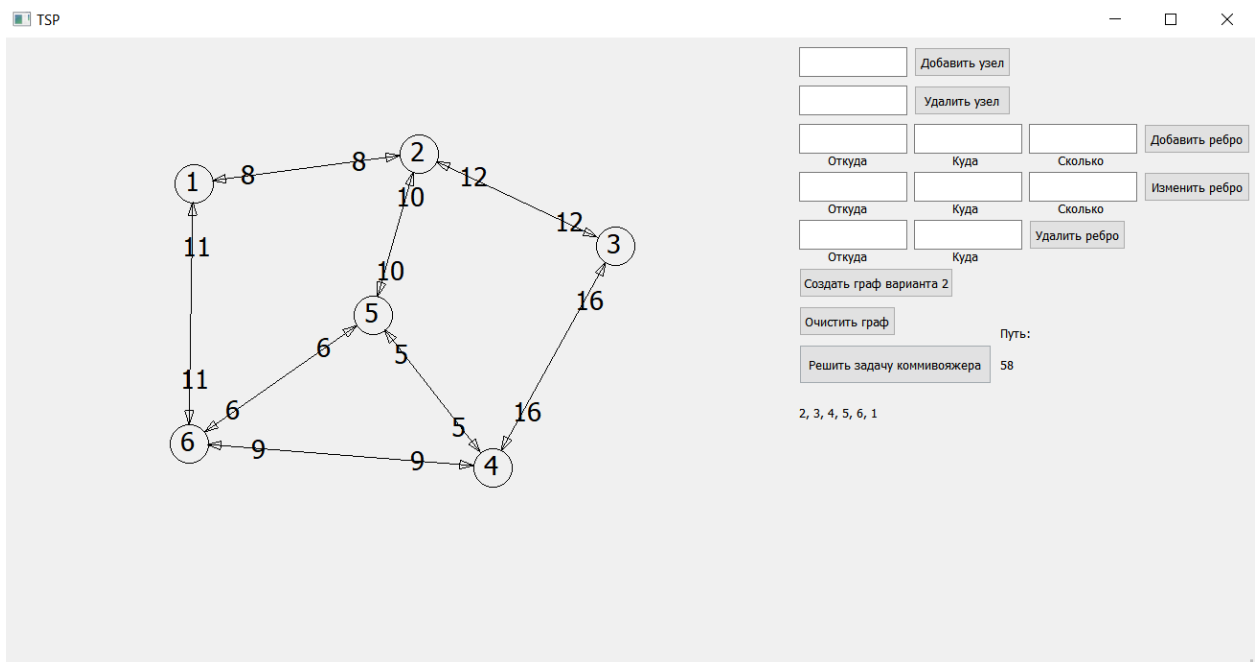 TSP
Добавить узел
Удалить узел
Добавить ребро
Откуда Куда Сколько
Изменить ребро
Откуда Куда Сколько
Удалить ребро
Откуда Куда
Создать граф варианта 2
Очистить граф
Путь:
Решить задачу коммивояжера 58
2, 3, 4, 5, 6, 1
2
8 8
1
12
10
11
12
3
10
16
5
6 5
11
6 16
5
6
9 9
4